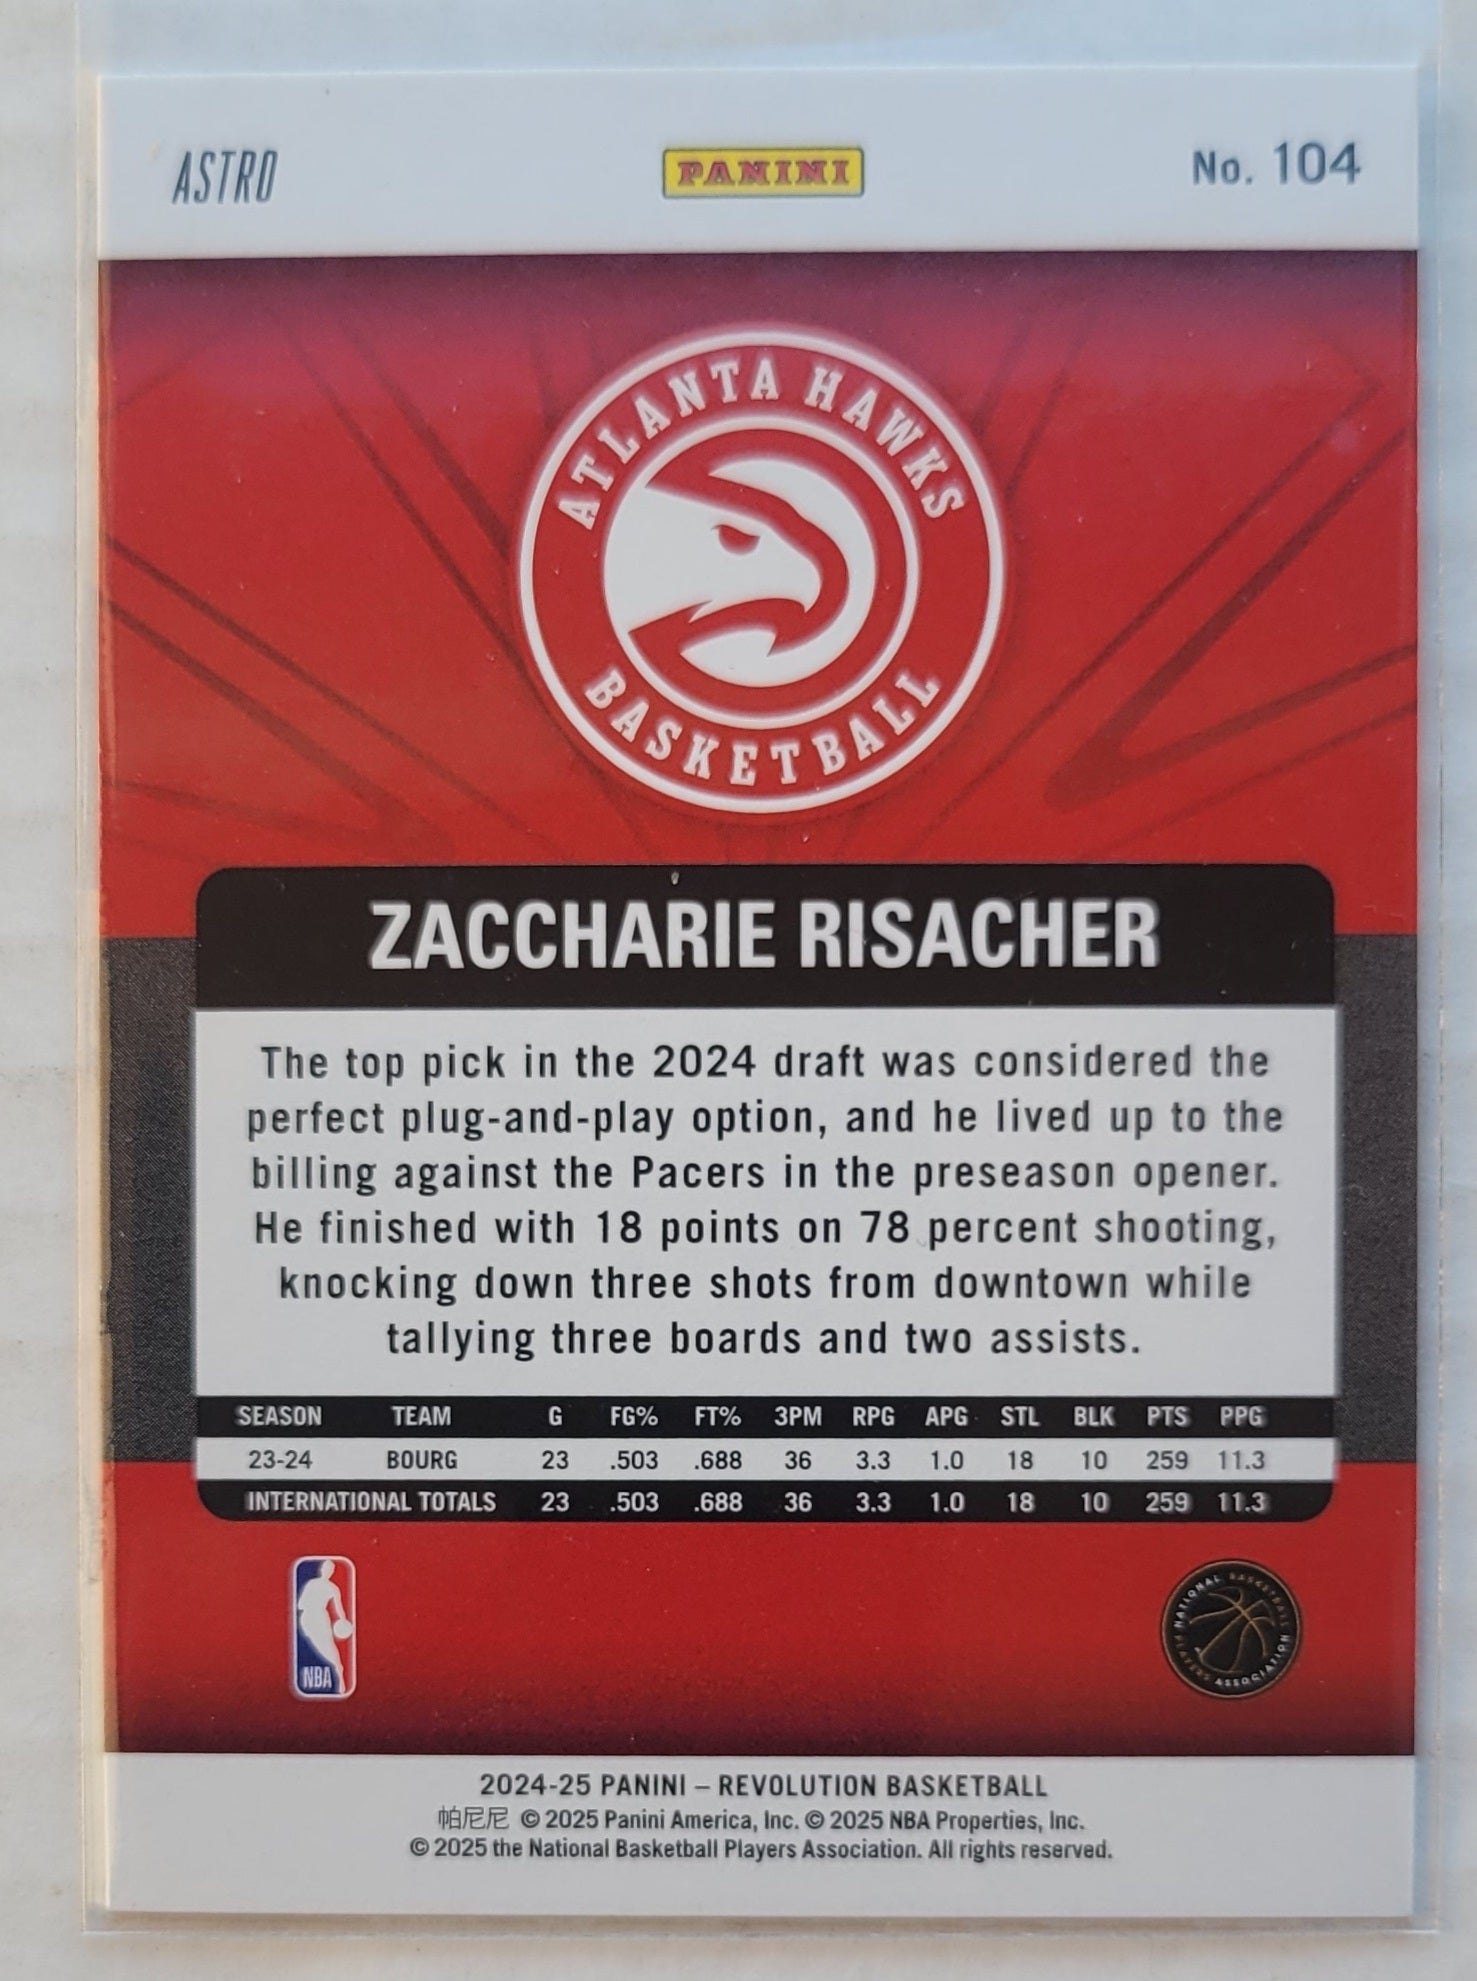 ASTRO
PANINI
No. 104
ATLANTA HAWKS
BASKETBALL
ZACCHARIE RISACHER
The top pick in the 2024 draft was considered the
perfect plug-and-play option, and he lived up to the
billing against the Pacers in the preseason opener.
He finished with 18 points on 78 percent shooting,
knocking down three shots from downtown while
tallying three boards and two assists.
SEASON TEAM G FG% FT% 3PM RPG APG STL BLK PTS PPG
23-24 BOURG 23 .503 .688 36 3.3 1.0 18 10 259 11.3
INTERNATIONAL TOTALS 23 .503 .688 36 3.3 1.0 18 10 259 11.3
NBA
NATIONAL BASKETBALL
PLAYERS ASSOCIATION
2024-25 PANINI – REVOLUTION BASKETBALL
帕尼尼 © 2025 Panini America, Inc. © 2025 NBA Properties, Inc.
© 2025 the National Basketball Players Association. All rights reserved.